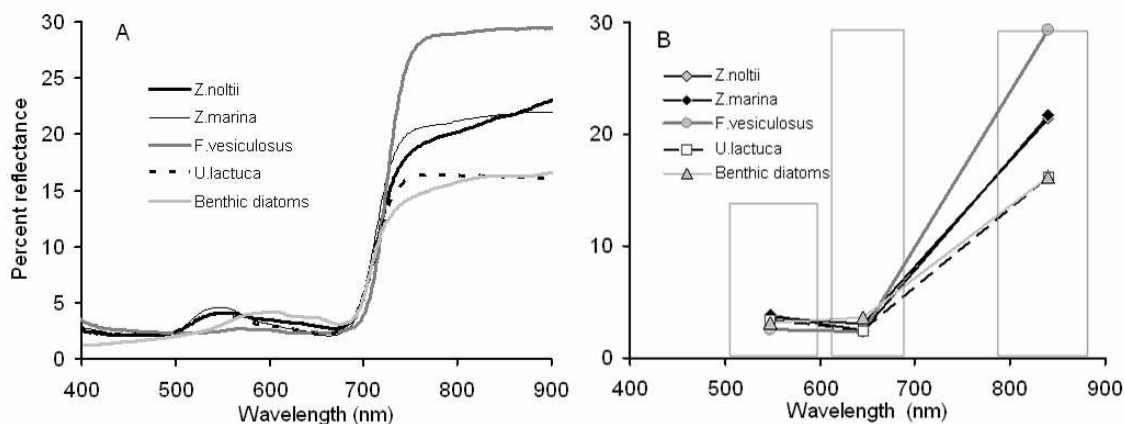 A
Percent reflectance
30
25
20
15
10
5
0
Z.noltii
Z.marina
F.vesiculosus
U.lactuca
Benthic diatoms
400 500 600 700 800 900
Wavelength (nm)
B
30
20
10
0
Z.noltii
Z.marina
F.vesiculosus
U.lactuca
Benthic diatoms
400 500 600 700 800 900
Wavelength (nm)